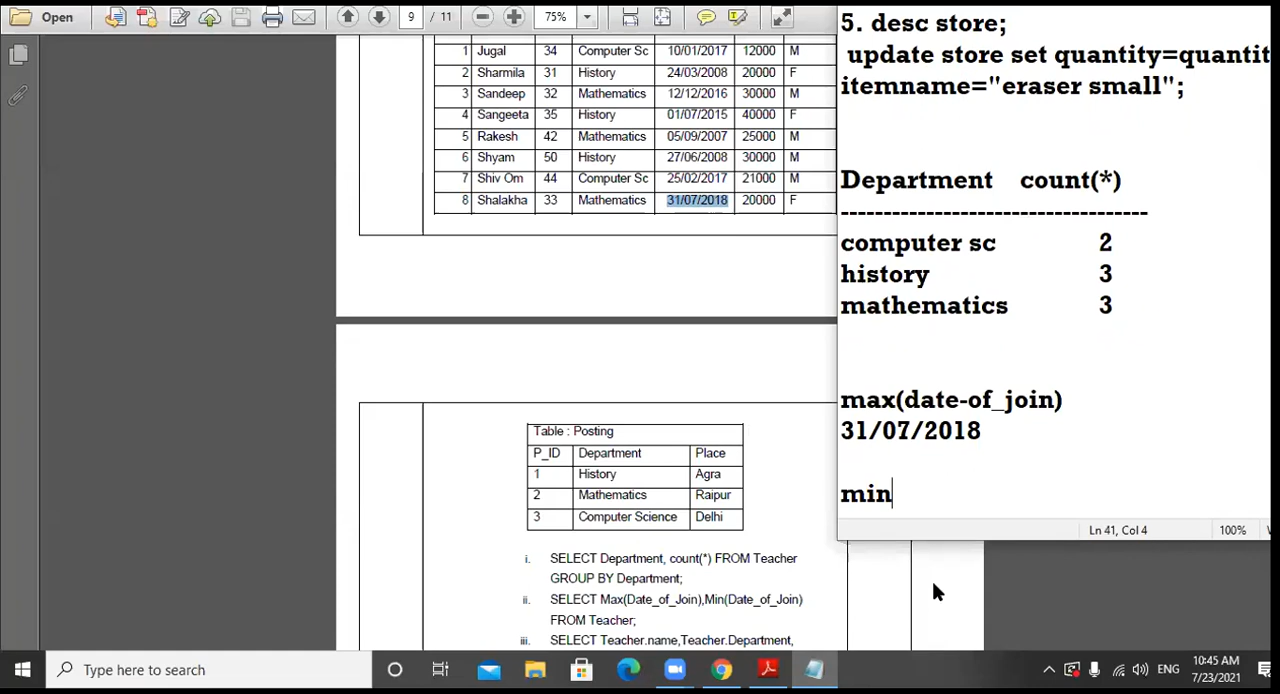 Open
9
/ 11
75%
1 Jugal 34 Computer Sc 10/01/2017 12000 M
2 Sharmila 31 History 24/03/2008 20000 F
3 Sandeep 32 Mathematics 12/12/2016 30000 M
4 Sangeeta 35 History 01/07/2015 40000 F
5 Rakesh 42 Mathematics 05/09/2007 25000 M
6 Shyam 50 History 27/06/2008 30000 M
7 Shiv Om 44 Computer Sc 25/02/2017 21000 M
8 Shalakha 33 Mathematics 31/07/2018 20000 F
Table : Posting
P_ID Department Place
1 History Agra
2 Mathematics Raipur
3 Computer Science Delhi
i. SELECT Department, count(*) FROM Teacher
GROUP BY Department;
ii. SELECT Max(Date_of_Join),Min(Date_of_Join)
FROM Teacher;
iii. SELECT Teacher.name,Teacher.Department,
5. desc store;
update store set quantity=quantit
itemname="eraser small";
Department count(*)
------------------------------------
computer sc 2
history 3
mathematics 3
max(date-of_join)
31/07/2018
min
Ln 41, Col 4
100%
Type here to search
ENG
10:45 AM
7/23/2021